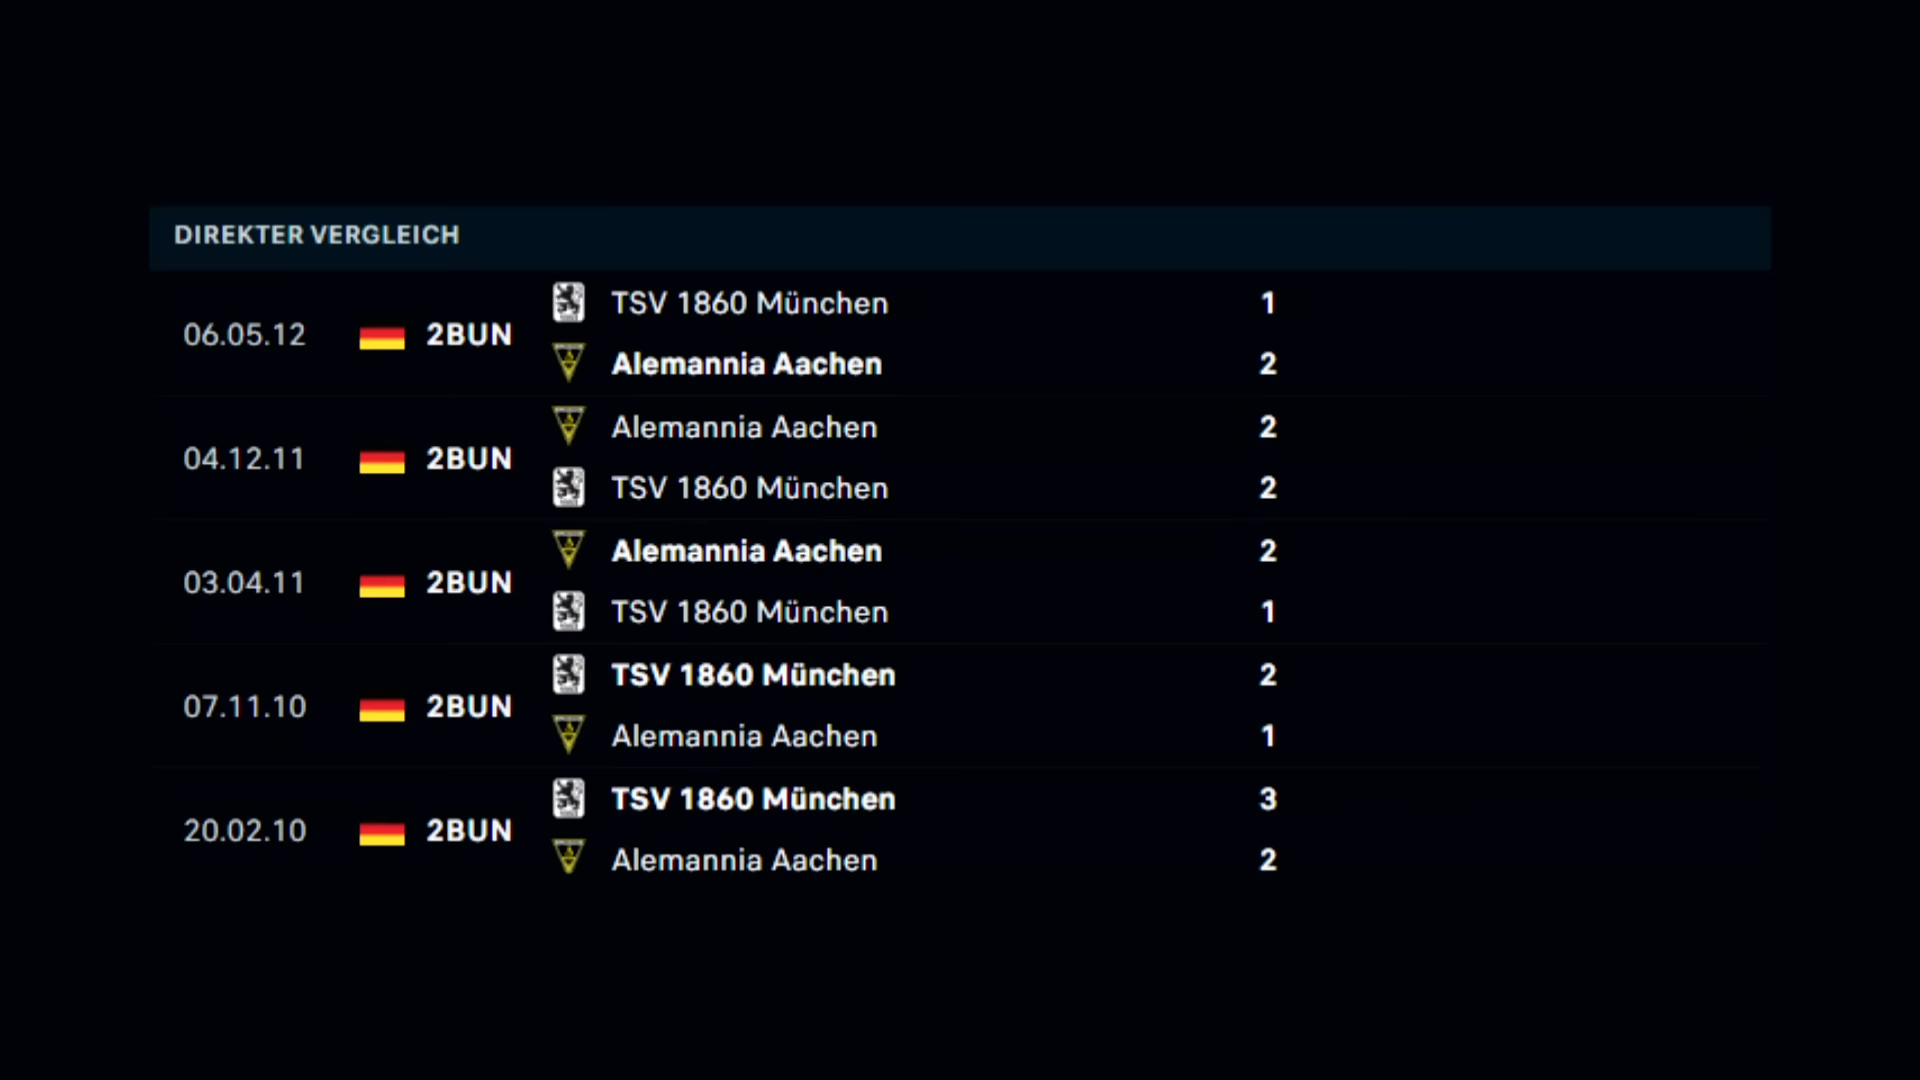 DIREKTER VERGLEICH
06.05.12 2BUN TSV 1860 München 1
Alemannia Aachen 2
04.12.11 2BUN Alemannia Aachen 2
TSV 1860 München 2
03.04.11 2BUN Alemannia Aachen 2
TSV 1860 München 1
07.11.10 2BUN TSV 1860 München 2
Alemannia Aachen 1
20.02.10 2BUN TSV 1860 München 3
Alemannia Aachen 2